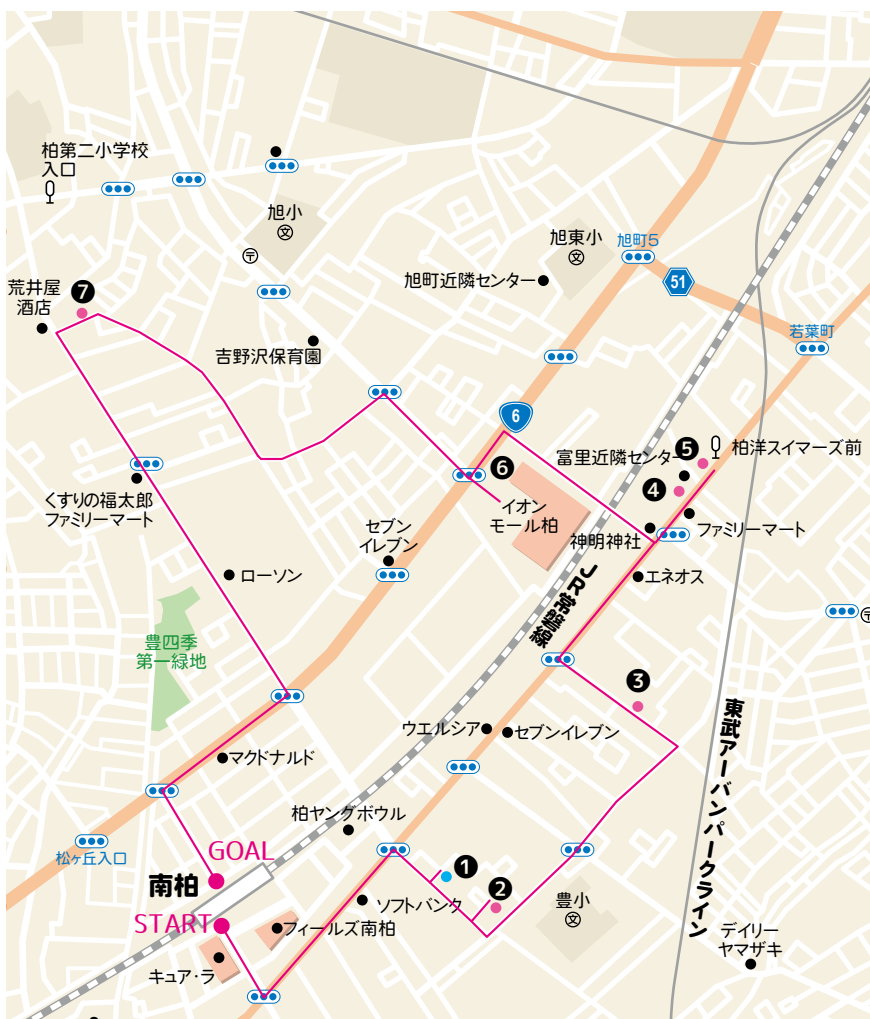 柏第二小学校
入口
旭小
文
〒
旭東小
文
旭町5
旭町近隣センター
51
若葉町
荒井屋
酒店
7
吉野沢保育園
6
富里近隣センター
5
柏洋スイマーズ前
4
6
イオン
モール柏
ファミリーマート
神明神社
くすりの福太郎
ファミリーマート
セブン
イレブン
エネオス
JR常磐線
ローソン
〒
豊四季
第一緑地
3
ウエルシア
セブンイレブン
東武アーバンパークライン
マクドナルド
柏ヤングボウル
松ヶ丘入口
GOAL
南柏
1
2
ソフトバンク
豊小
文
START
フィールズ南柏
キュア・ラ
デイリー
ヤマザキ